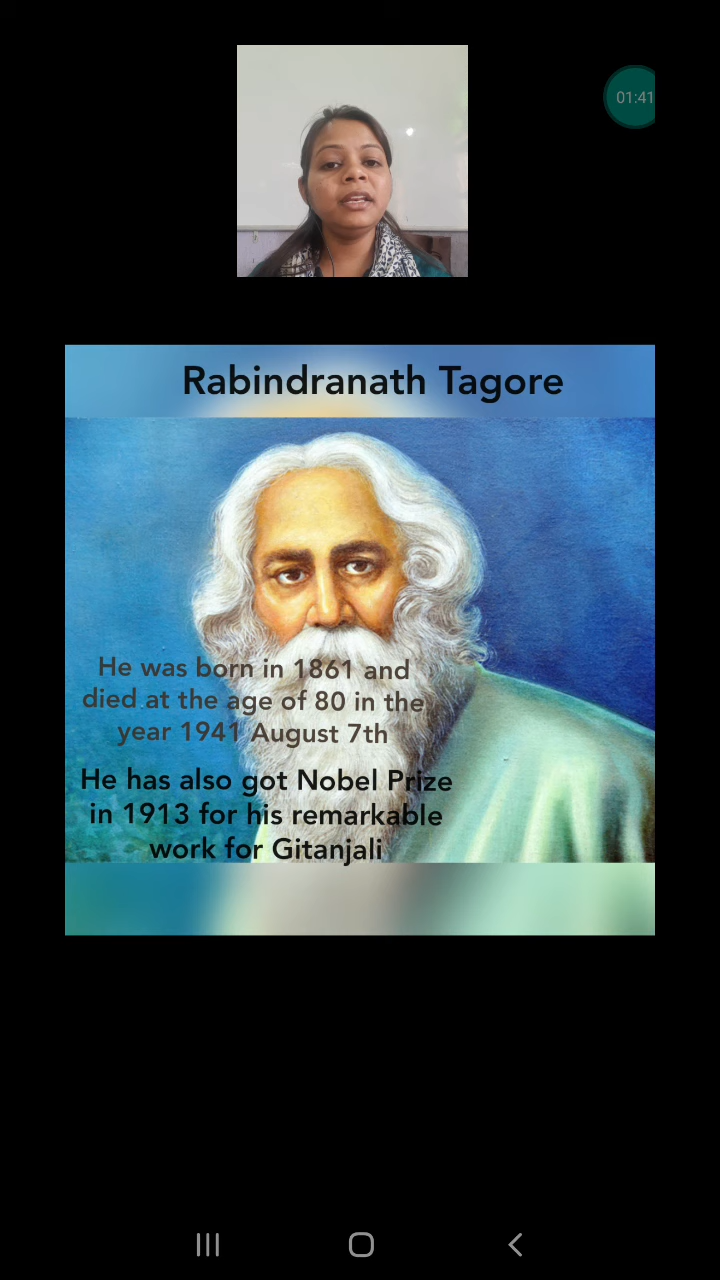 01:41
Rabindranath Tagore
He was born in 1861 and
died at the age of 80 in the
year 1941 August 7th
He has also got Nobel Prize
in 1913 for his remarkable
work for Gitanjali